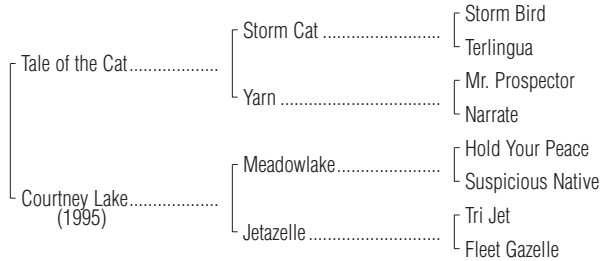 Storm Bird
Storm Cat ........................
Terlingua
Tale of the Cat..................
Mr. Prospector
Yarn .................................
Narrate
Hold Your Peace
Meadowlake.....................
Suspicious Native
Courtney Lake..................
(1995)
Tri Jet
Jetazelle ...........................
Fleet Gazelle